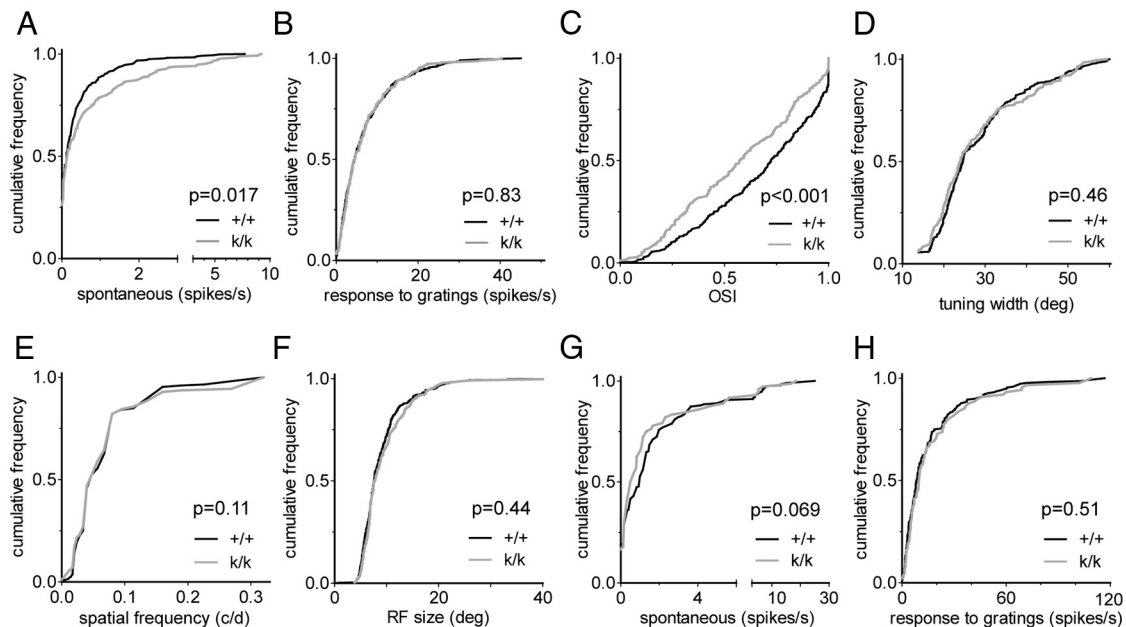 A
cumulative frequency
1.0
0.5
0.0
p=0.017
+/+
k/k
0 2 5 10
spontaneous (spikes/s)
B
cumulative frequency
1.0
0.5
0.0
p=0.83
+/+
k/k
0 20 40
response to gratings (spikes/s)
C
cumulative frequency
1.0
0.5
0.0
p<0.001
+/+
k/k
0.0 0.5 1.0
OSI
D
cumulative frequency
1.0
0.5
0.0
p=0.46
+/+
k/k
10 30 50
tuning width (deg)
E
cumulative frequency
1.0
0.5
0.0
p=0.11
+/+
k/k
0.0 0.1 0.2 0.3
spatial frequency (c/d)
F
cumulative frequency
1.0
0.5
0.0
p=0.44
+/+
k/k
0 20 40
RF size (deg)
G
cumulative frequency
1.0
0.5
0.0
p=0.069
+/+
k/k
0 4 10 30
spontaneous (spikes/s)
H
cumulative frequency
1.0
0.5
0.0
p=0.51
+/+
k/k
0 40 80 120
response to gratings (spikes/s)